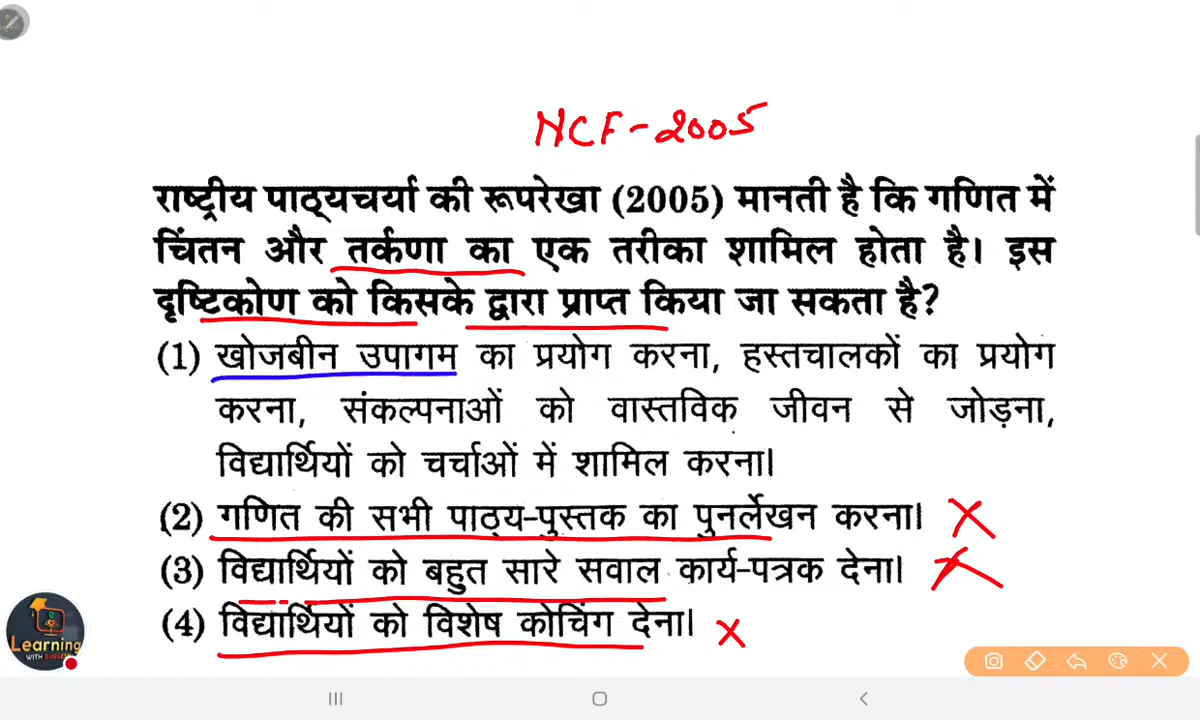 NCF-2005
राष्ट्रीय पाठ्यचर्या की रूपरेखा (2005) मानती है कि गणित में
चिंतन और तर्कणा का एक तरीका शामिल होता है। इस
दृष्टिकोण को किसके द्वारा प्राप्त किया जा सकता है?
(1) खोजबीन उपागम का प्रयोग करना, हस्तचालकों का प्रयोग
करना, संकल्पनाओं को वास्तविक जीवन से जोड़ना,
विद्यार्थियों को चर्चाओं में शामिल करना।
(2) गणित की सभी पाठ्य-पुस्तक का पुनर्लेखन करना।
(3) विद्यार्थियों को बहुत सारे सवाल कार्य-पत्रक देना।
(4) विद्यार्थियों को विशेष कोचिंग देना।
Learning